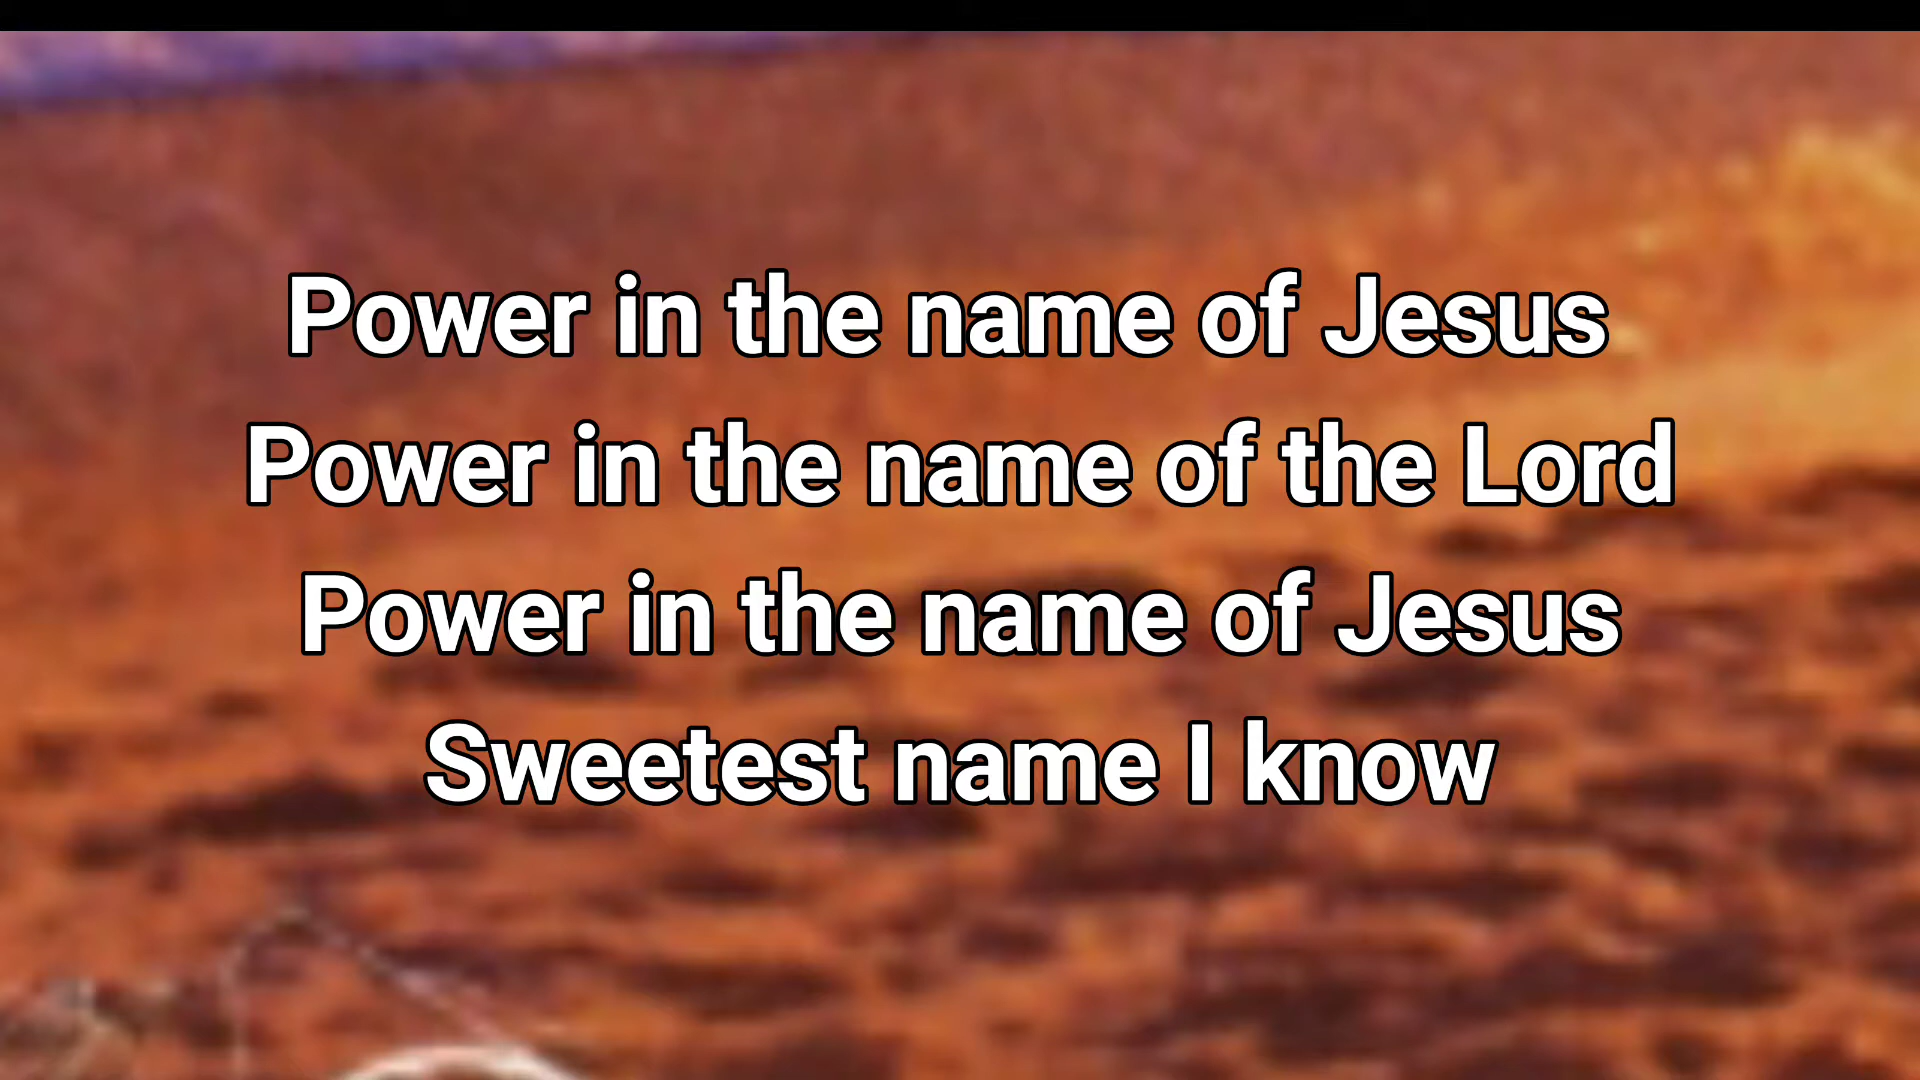 Power in the name of Jesus
Power in the name of the Lord
Power in the name of Jesus
Sweetest name I know